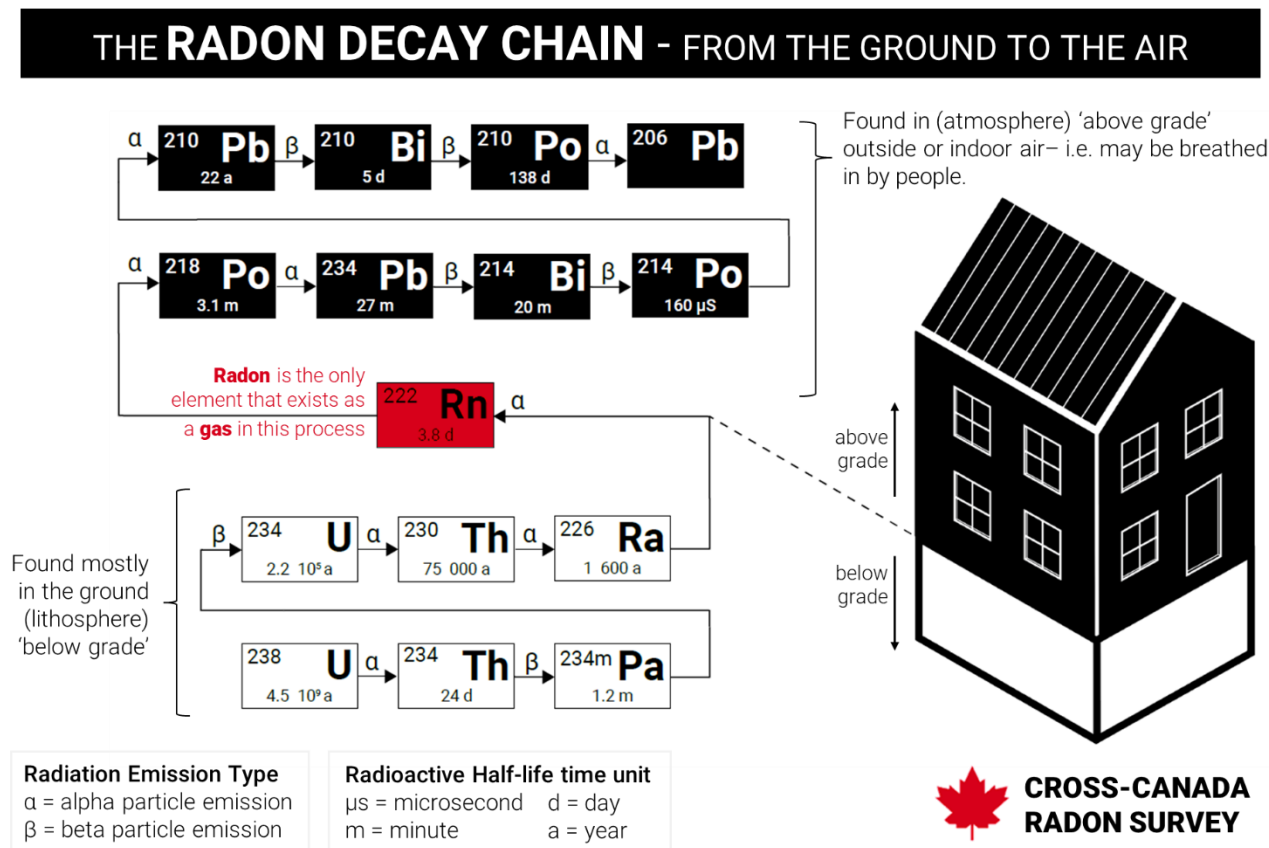 THE RADON DECAY CHAIN - FROM THE GROUND TO THE AIR
α 210 Pb 22 a β 210 Bi 5 d β 210 Po 138 d α 206 Pb
Found in (atmosphere) ‘above grade’
outside or indoor air– i.e. may be breathed
in by people.
α 218 Po 3.1 m α 234 Pb 27 m β 214 Bi 20 m β 214 Po 160 µS
Radon is the only
element that exists as
a gas in this process
222 Rn 3.8 d α
above
grade
below
grade
Found mostly
in the ground
(lithosphere)
‘below grade’
β 234 U 2.2 10⁵ a α 230 Th 75 000 a α 226 Ra 1 600 a
238 U 4.5 10⁹ a α 234 Th 24 d β 234m Pa 1.2 m
Radiation Emission Type
α = alpha particle emission
β = beta particle emission
Radioactive Half-life time unit
µs = microsecond d = day
m = minute a = year
CROSS-CANADA
RADON SURVEY